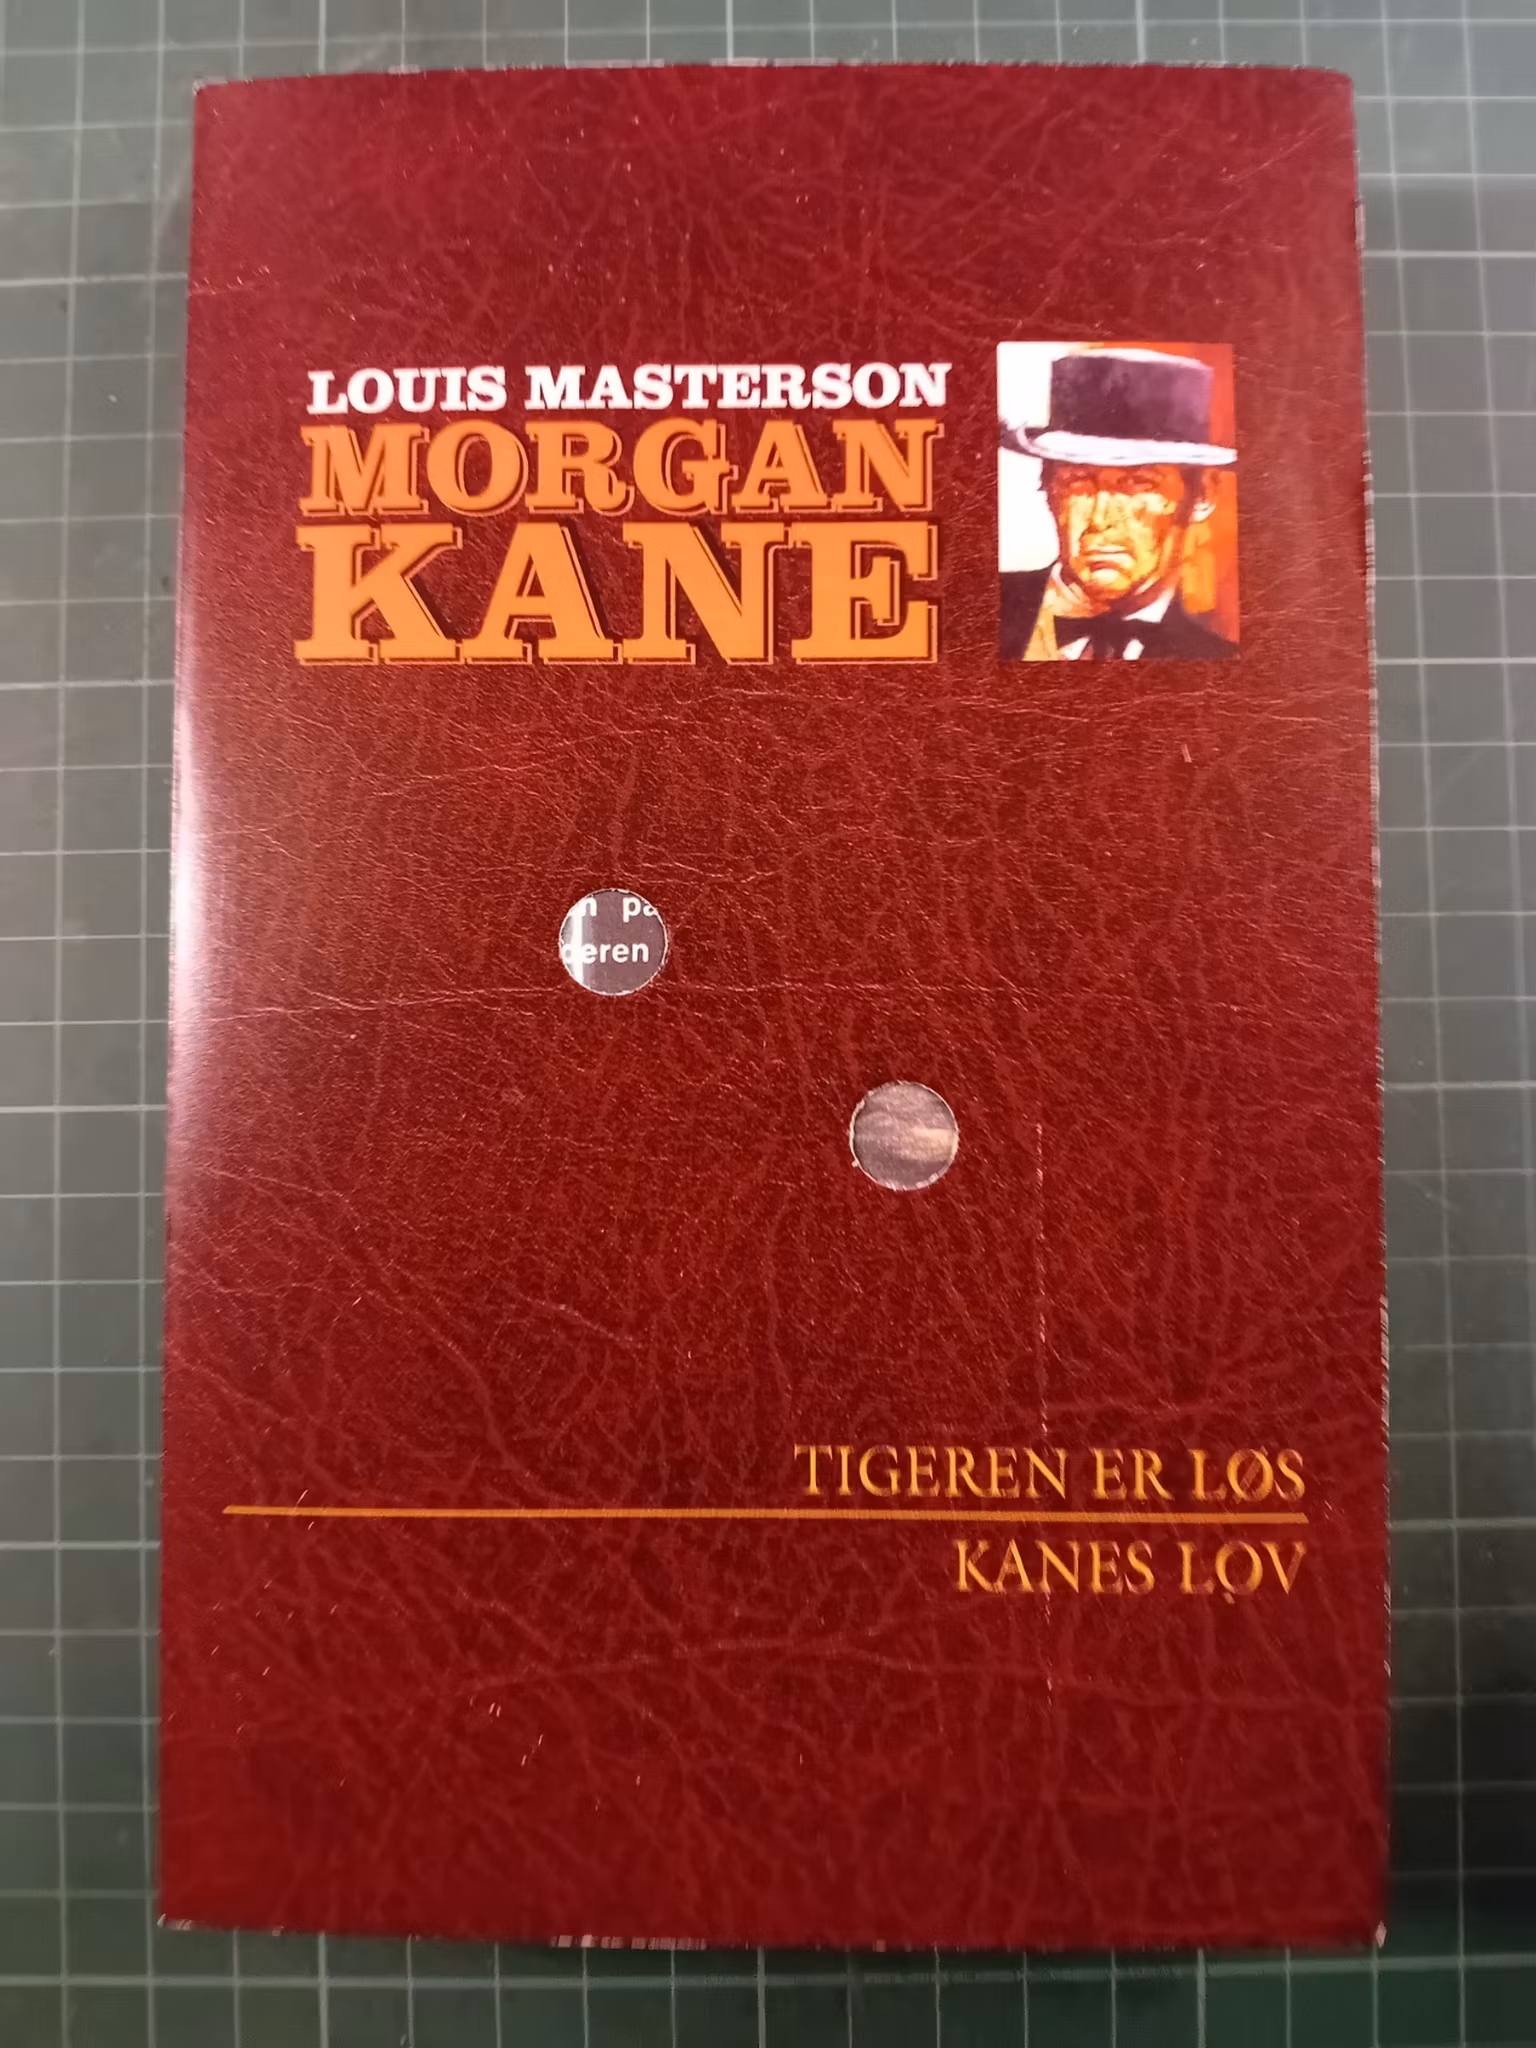 LOUIS MASTERSON
MORGAN
KANE
deren
TIGEREN ER LØS
KANES LOV